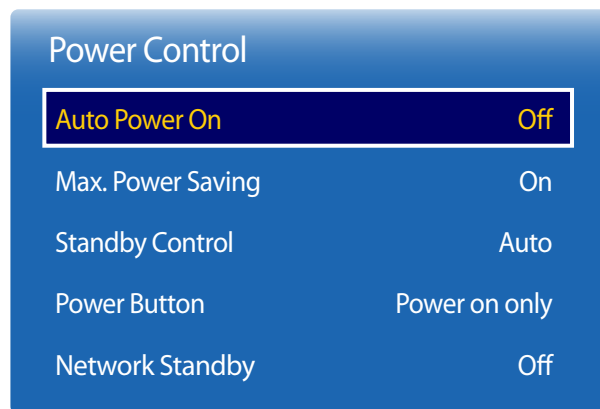 Power Control
Auto Power On Off
Max. Power Saving On
Standby Control Auto
Power Button Power on only
Network Standby Off